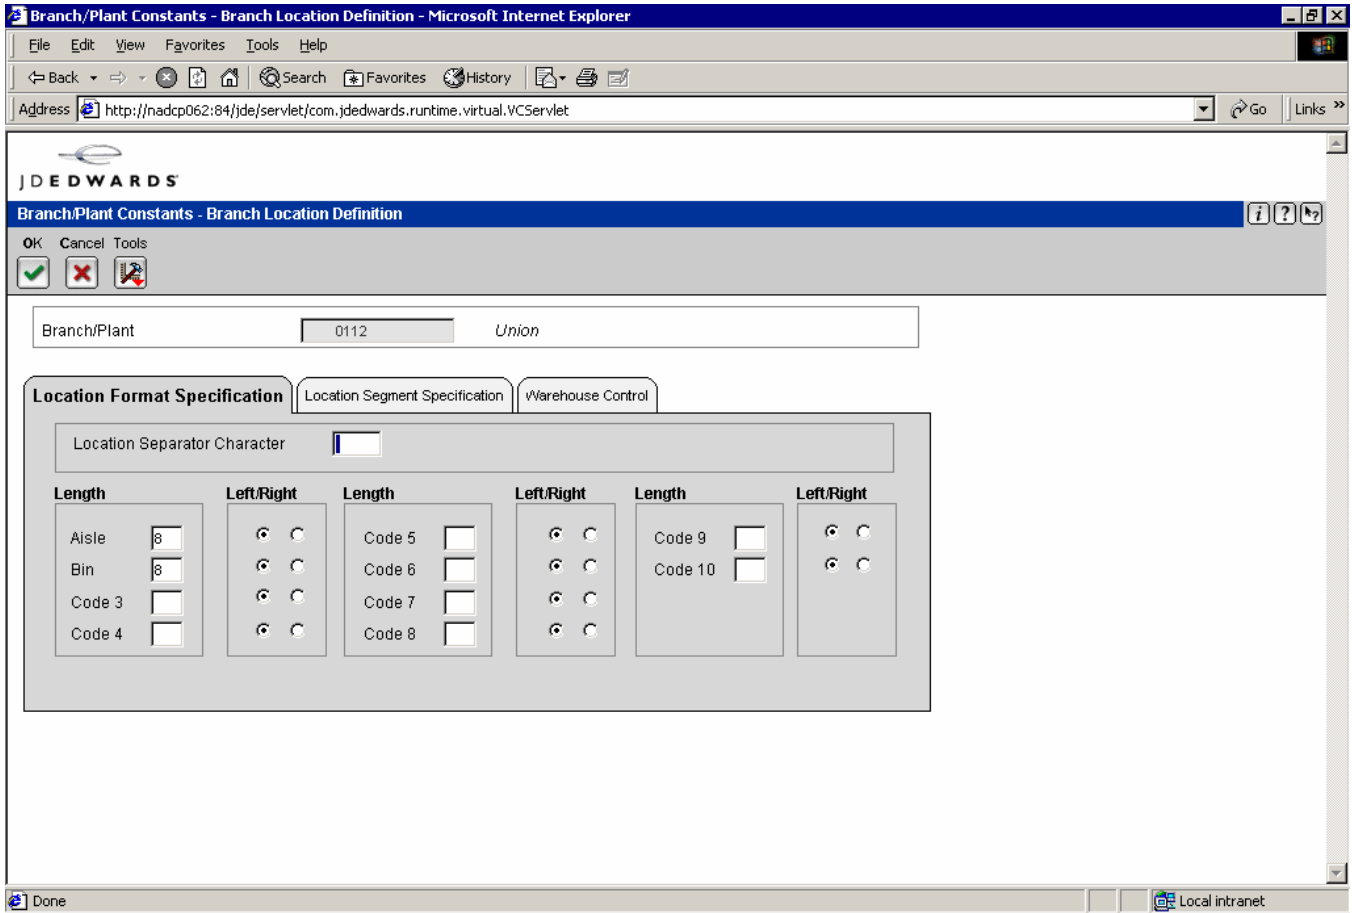 Branch/Plant Constants - Branch Location Definition - Microsoft Internet Explorer
File Edit View Favorites Tools Help
Back Search Favorites History
Address http://nadcp062:84/jde/servlet/com.jdedwards.runtime.virtual.VCServlet Go Links »
JDEDWARDS
Branch/Plant Constants - Branch Location Definition i ? ?
OK Cancel Tools
Branch/Plant 0112 Union
Location Format Specification Location Segment Specification Warehouse Control
Location Separator Character
Length Left/Right Length Left/Right Length Left/Right
Aisle 8 Code 5 Code 9
Bin 8 Code 6 Code 10
Code 3 Code 7
Code 4 Code 8
Done Local intranet